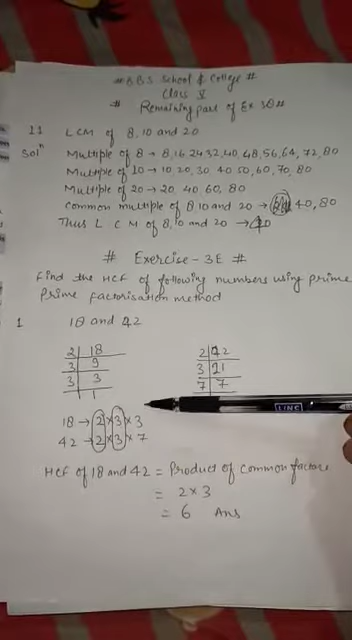 # BBS School & College #
Class V
# Remaining part of Ex 3D #
11 LCM of 8, 10 and 20
Solⁿ Multiple of 8 → 8, 16 24 32, 40, 48, 56, 64, 72, 80
Multiple of 10 → 10, 20, 30 40 50, 60, 70, 80
Multiple of 20 → 20, 40, 60, 80
Common multiple of 8 10 and 20 → 40, 80
Thus L C M of 8, 10 and 20 → 40
# Exercise - 3E #
Find the HCF of following numbers using prime
prime factorisation method
1 18 and 42
2 18 2 42
3 9 3 21
3 3 7 7
1
18 → 2 × 3 × 3
42 → 2 × 3 × 7
HCF of 18 and 42 = Product of common factors
= 2 × 3
= 6 Ans
LINC